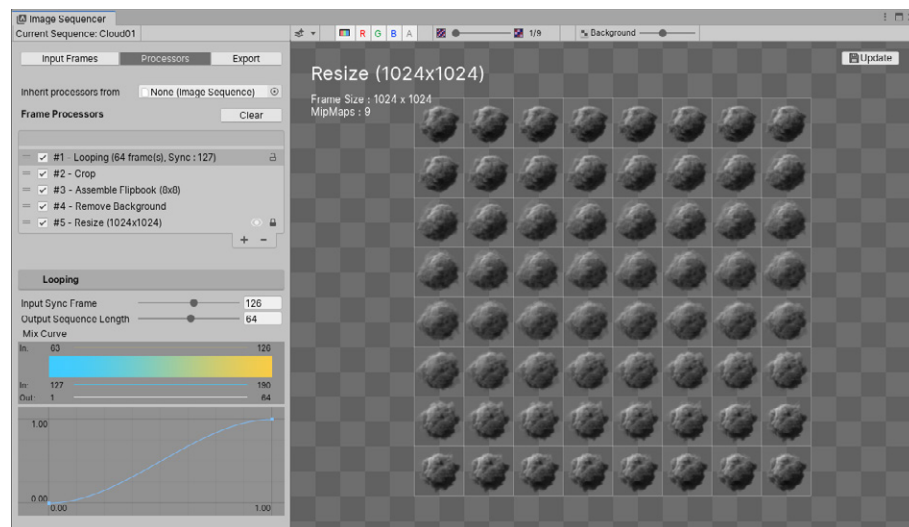 Image Sequencer
Current Sequence: Cloud01
R G B A 1/9 Background
Input Frames Processors Export
Update
Inherit processors from None (Image Sequence)
Frame Processors Clear
Resize (1024x1024)
Frame Size : 1024 x 1024
MipMaps : 9
#1 - Looping (64 frame(s), Sync : 127)
#2 - Crop
#3 - Assemble Flipbook (8x8)
#4 - Remove Background
#5 - Resize (1024x1024)
+ -
Looping
Input Sync Frame 126
Output Sequence Length 64
Mix Curve
In: 63 126
In: 127 190
Out: 1 64
1.00
0.00
0.00 1.00